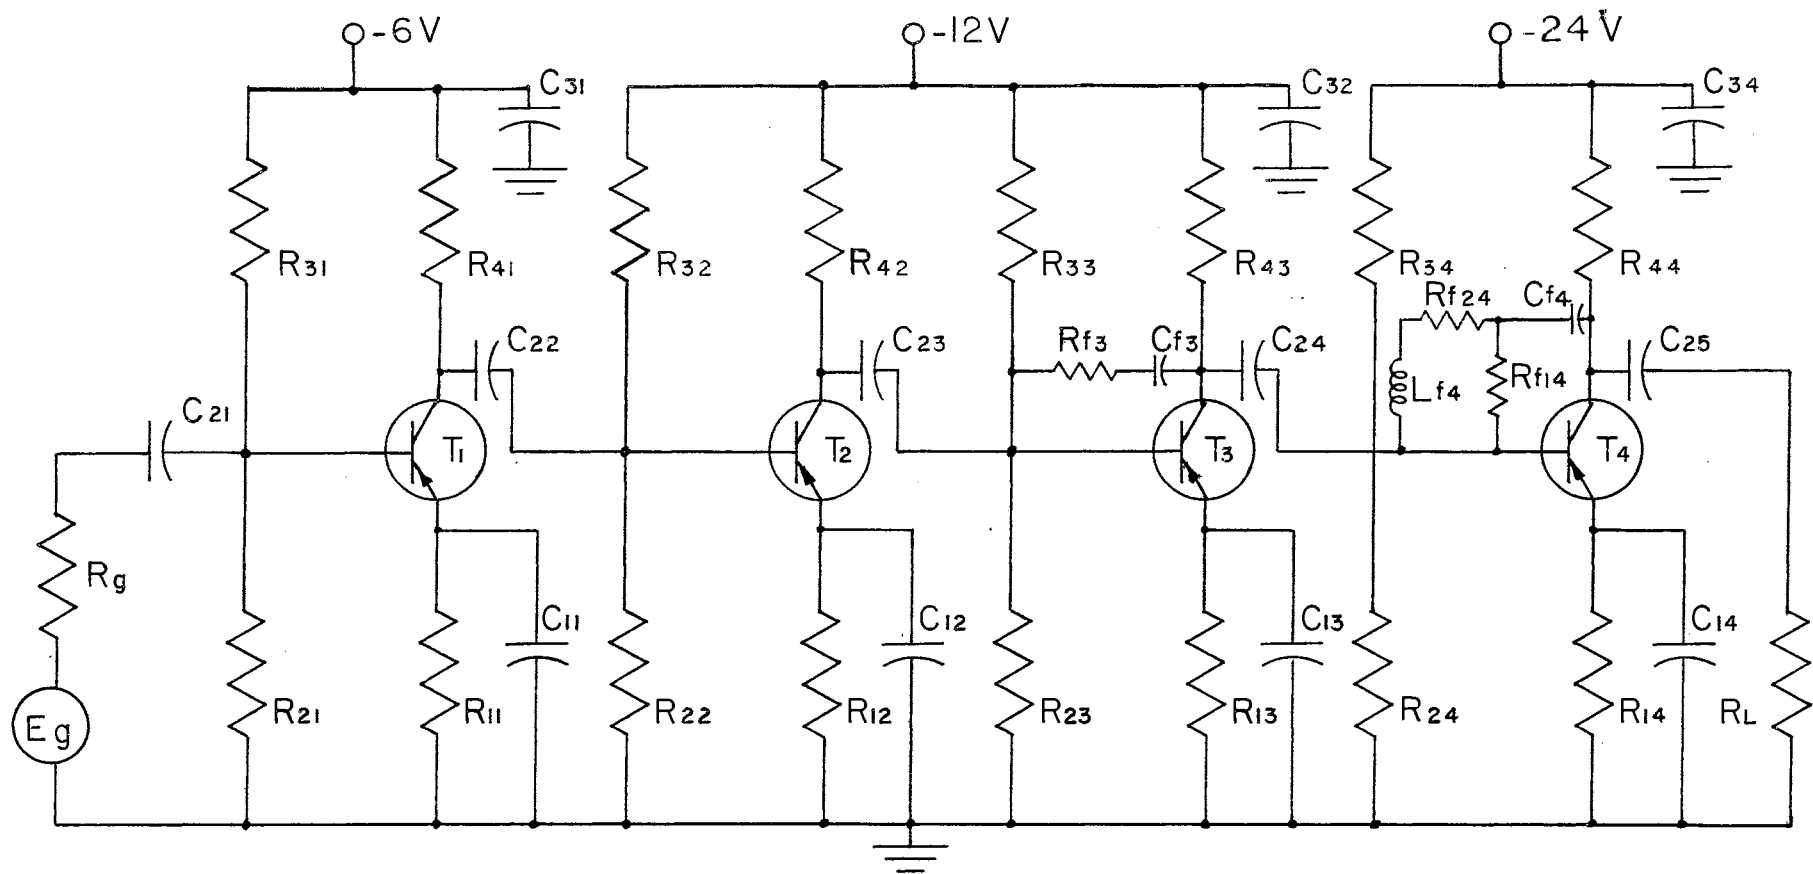 -6V -12V -24V
C31 C32 C34
R31 R41 R32 R42 R33 R43 R34 R44
Rf24 Cf4
C22 C23 Rf3 Cf3 C24 C25
Lf4 Rf14
C21
T1 T2 T3 T4
Rg
C11 C12 C13 C14
R21 R11 R22 R12 R23 R13 R24 R14 RL
Eg